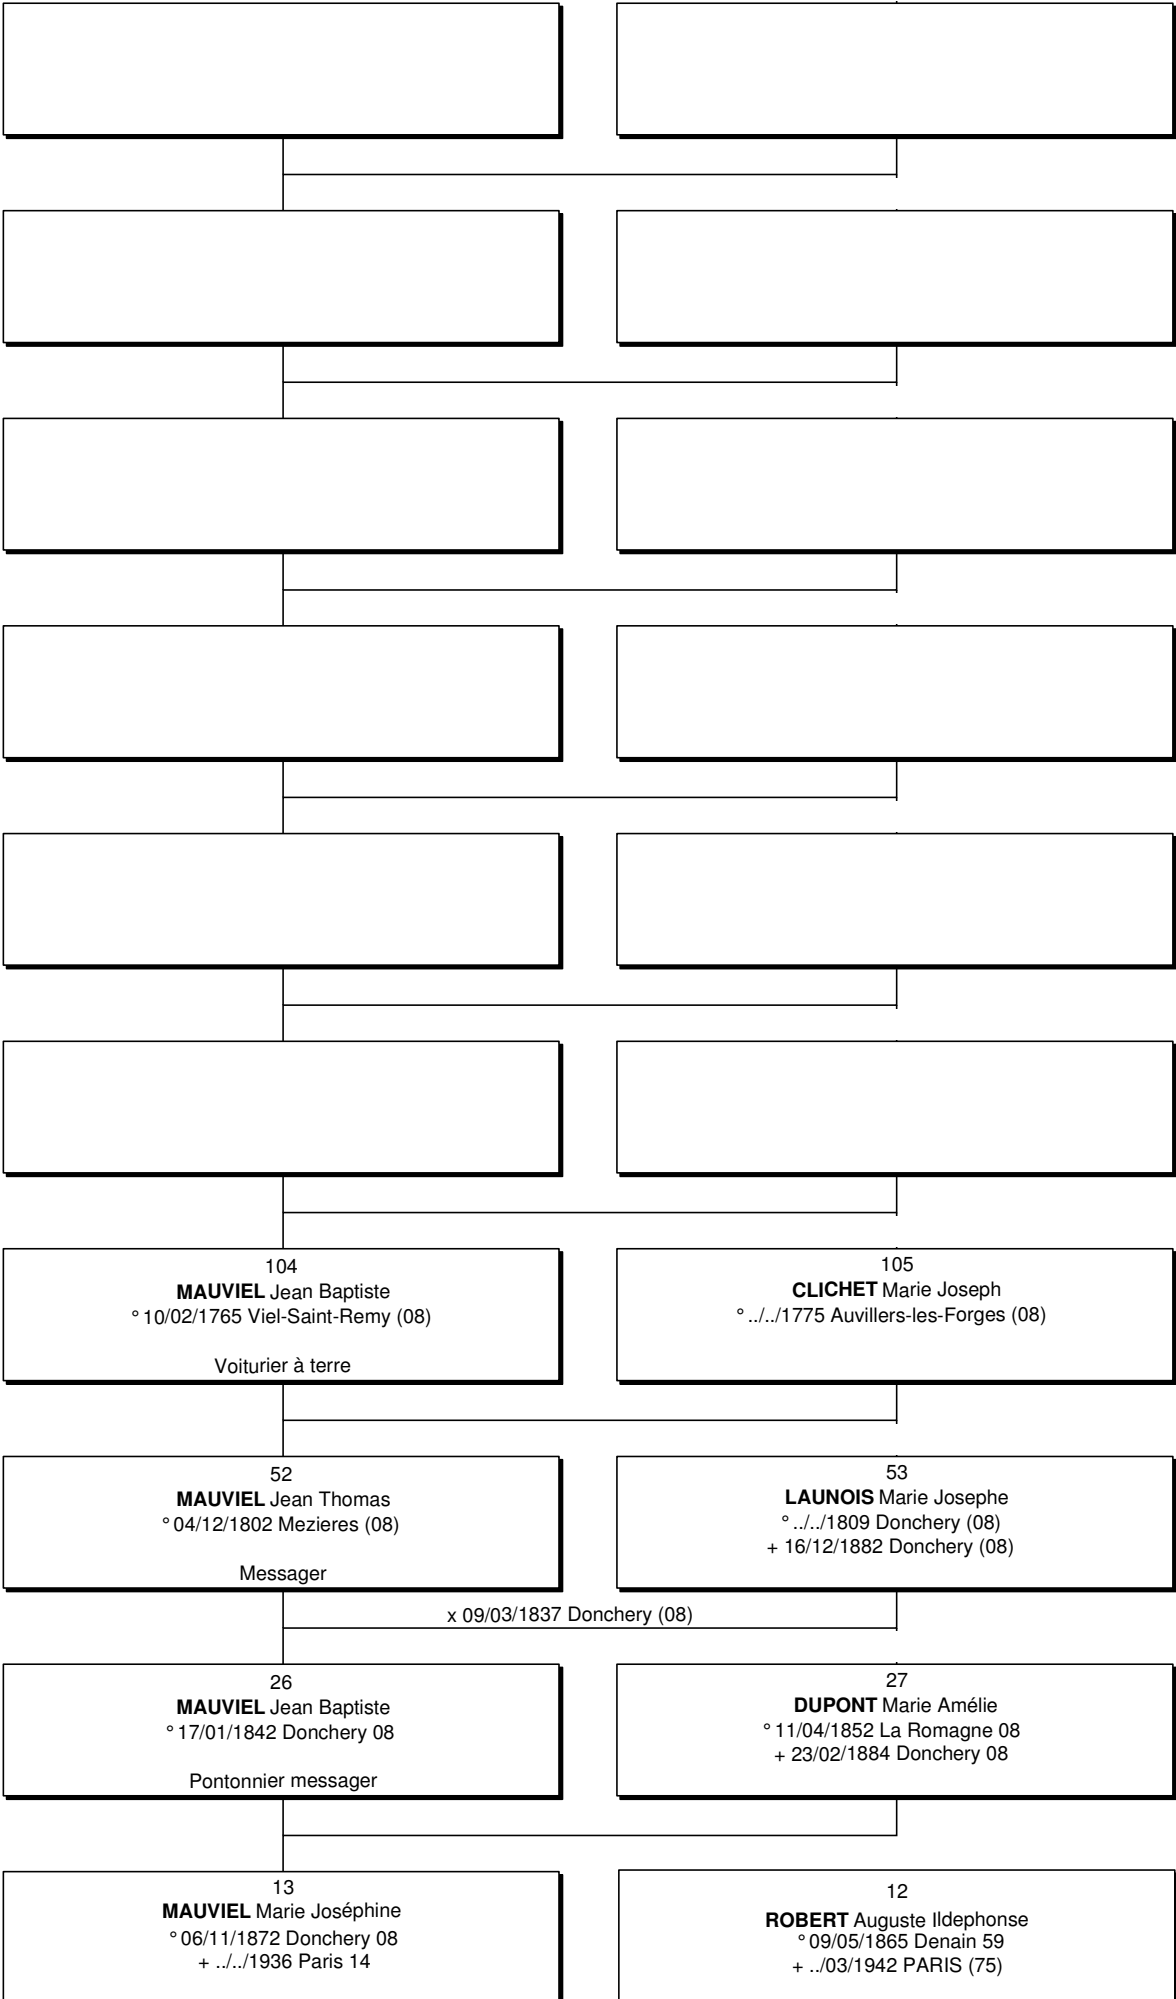 104
MAUVIEL Jean Baptiste
° 10/02/1765 Viel-Saint-Remy (08)
Voiturier à terre
105
CLICHET Marie Joseph
° ../../1775 Auvillers-les-Forges (08)
52
MAUVIEL Jean Thomas
° 04/12/1802 Mezieres (08)
Messager
53
LAUNOIS Marie Josephe
° ../../1809 Donchery (08)
+ 16/12/1882 Donchery (08)
x 09/03/1837 Donchery (08)
26
MAUVIEL Jean Baptiste
° 17/01/1842 Donchery 08
Pontonnier messager
27
DUPONT Marie Amélie
° 11/04/1852 La Romagne 08
+ 23/02/1884 Donchery 08
13
MAUVIEL Marie Joséphine
° 06/11/1872 Donchery 08
+ ../../1936 Paris 14
12
ROBERT Auguste Ildephonse
° 09/05/1865 Denain 59
+ ../03/1942 PARIS (75)